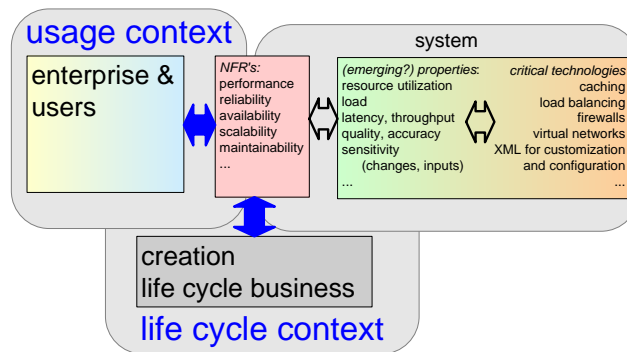 usage context
system
enterprise &
users
NFR's:
performance
reliability
availability
scalability
maintainability
...
(emerging?) properties:
resource utilization
load
latency, throughput
quality, accuracy
sensitivity
(changes, inputs)
...
critical technologies
caching
load balancing
firewalls
virtual networks
XML for customization
and configuration
...
creation
life cycle business
life cycle context